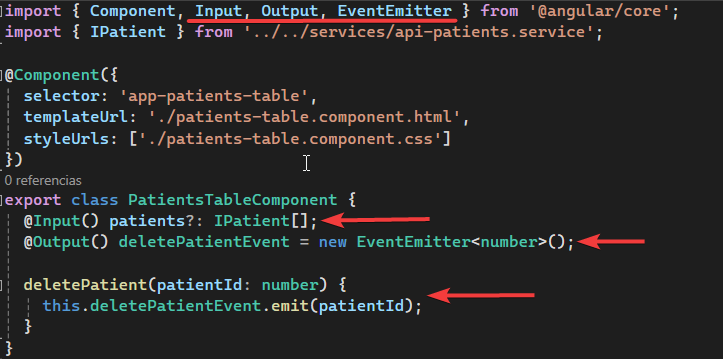 import { Component, Input, Output, EventEmitter } from '@angular/core';
import { IPatient } from '../../services/api-patients.service';
@Component({
  selector: 'app-patients-table',
  templateUrl: './patients-table.component.html',
  styleUrls: ['./patients-table.component.css']
})
0 referencias
export class PatientsTableComponent {
  @Input() patients?: IPatient[];
  @Output() deletePatientEvent = new EventEmitter<number>();
  deletePatient(patientId: number) {
    this.deletePatientEvent.emit(patientId);
  }
}